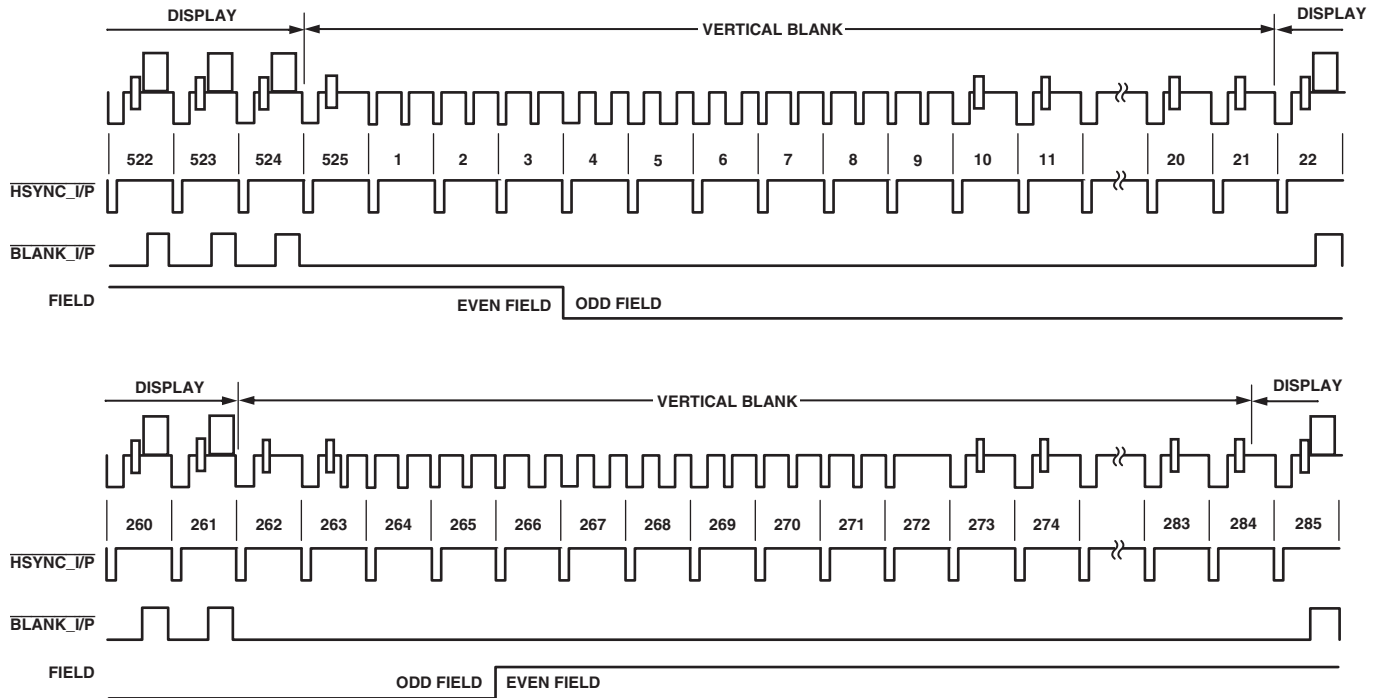 DISPLAY VERTICAL BLANK DISPLAY
522 523 524 525 1 2 3 4 5 6 7 8 9 10 11 20 21 22
HSYNC_I/P
BLANK_I/P
FIELD EVEN FIELD ODD FIELD
DISPLAY VERTICAL BLANK DISPLAY
260 261 262 263 264 265 266 267 268 269 270 271 272 273 274 283 284 285
HSYNC_I/P
BLANK_I/P
FIELD ODD FIELD EVEN FIELD